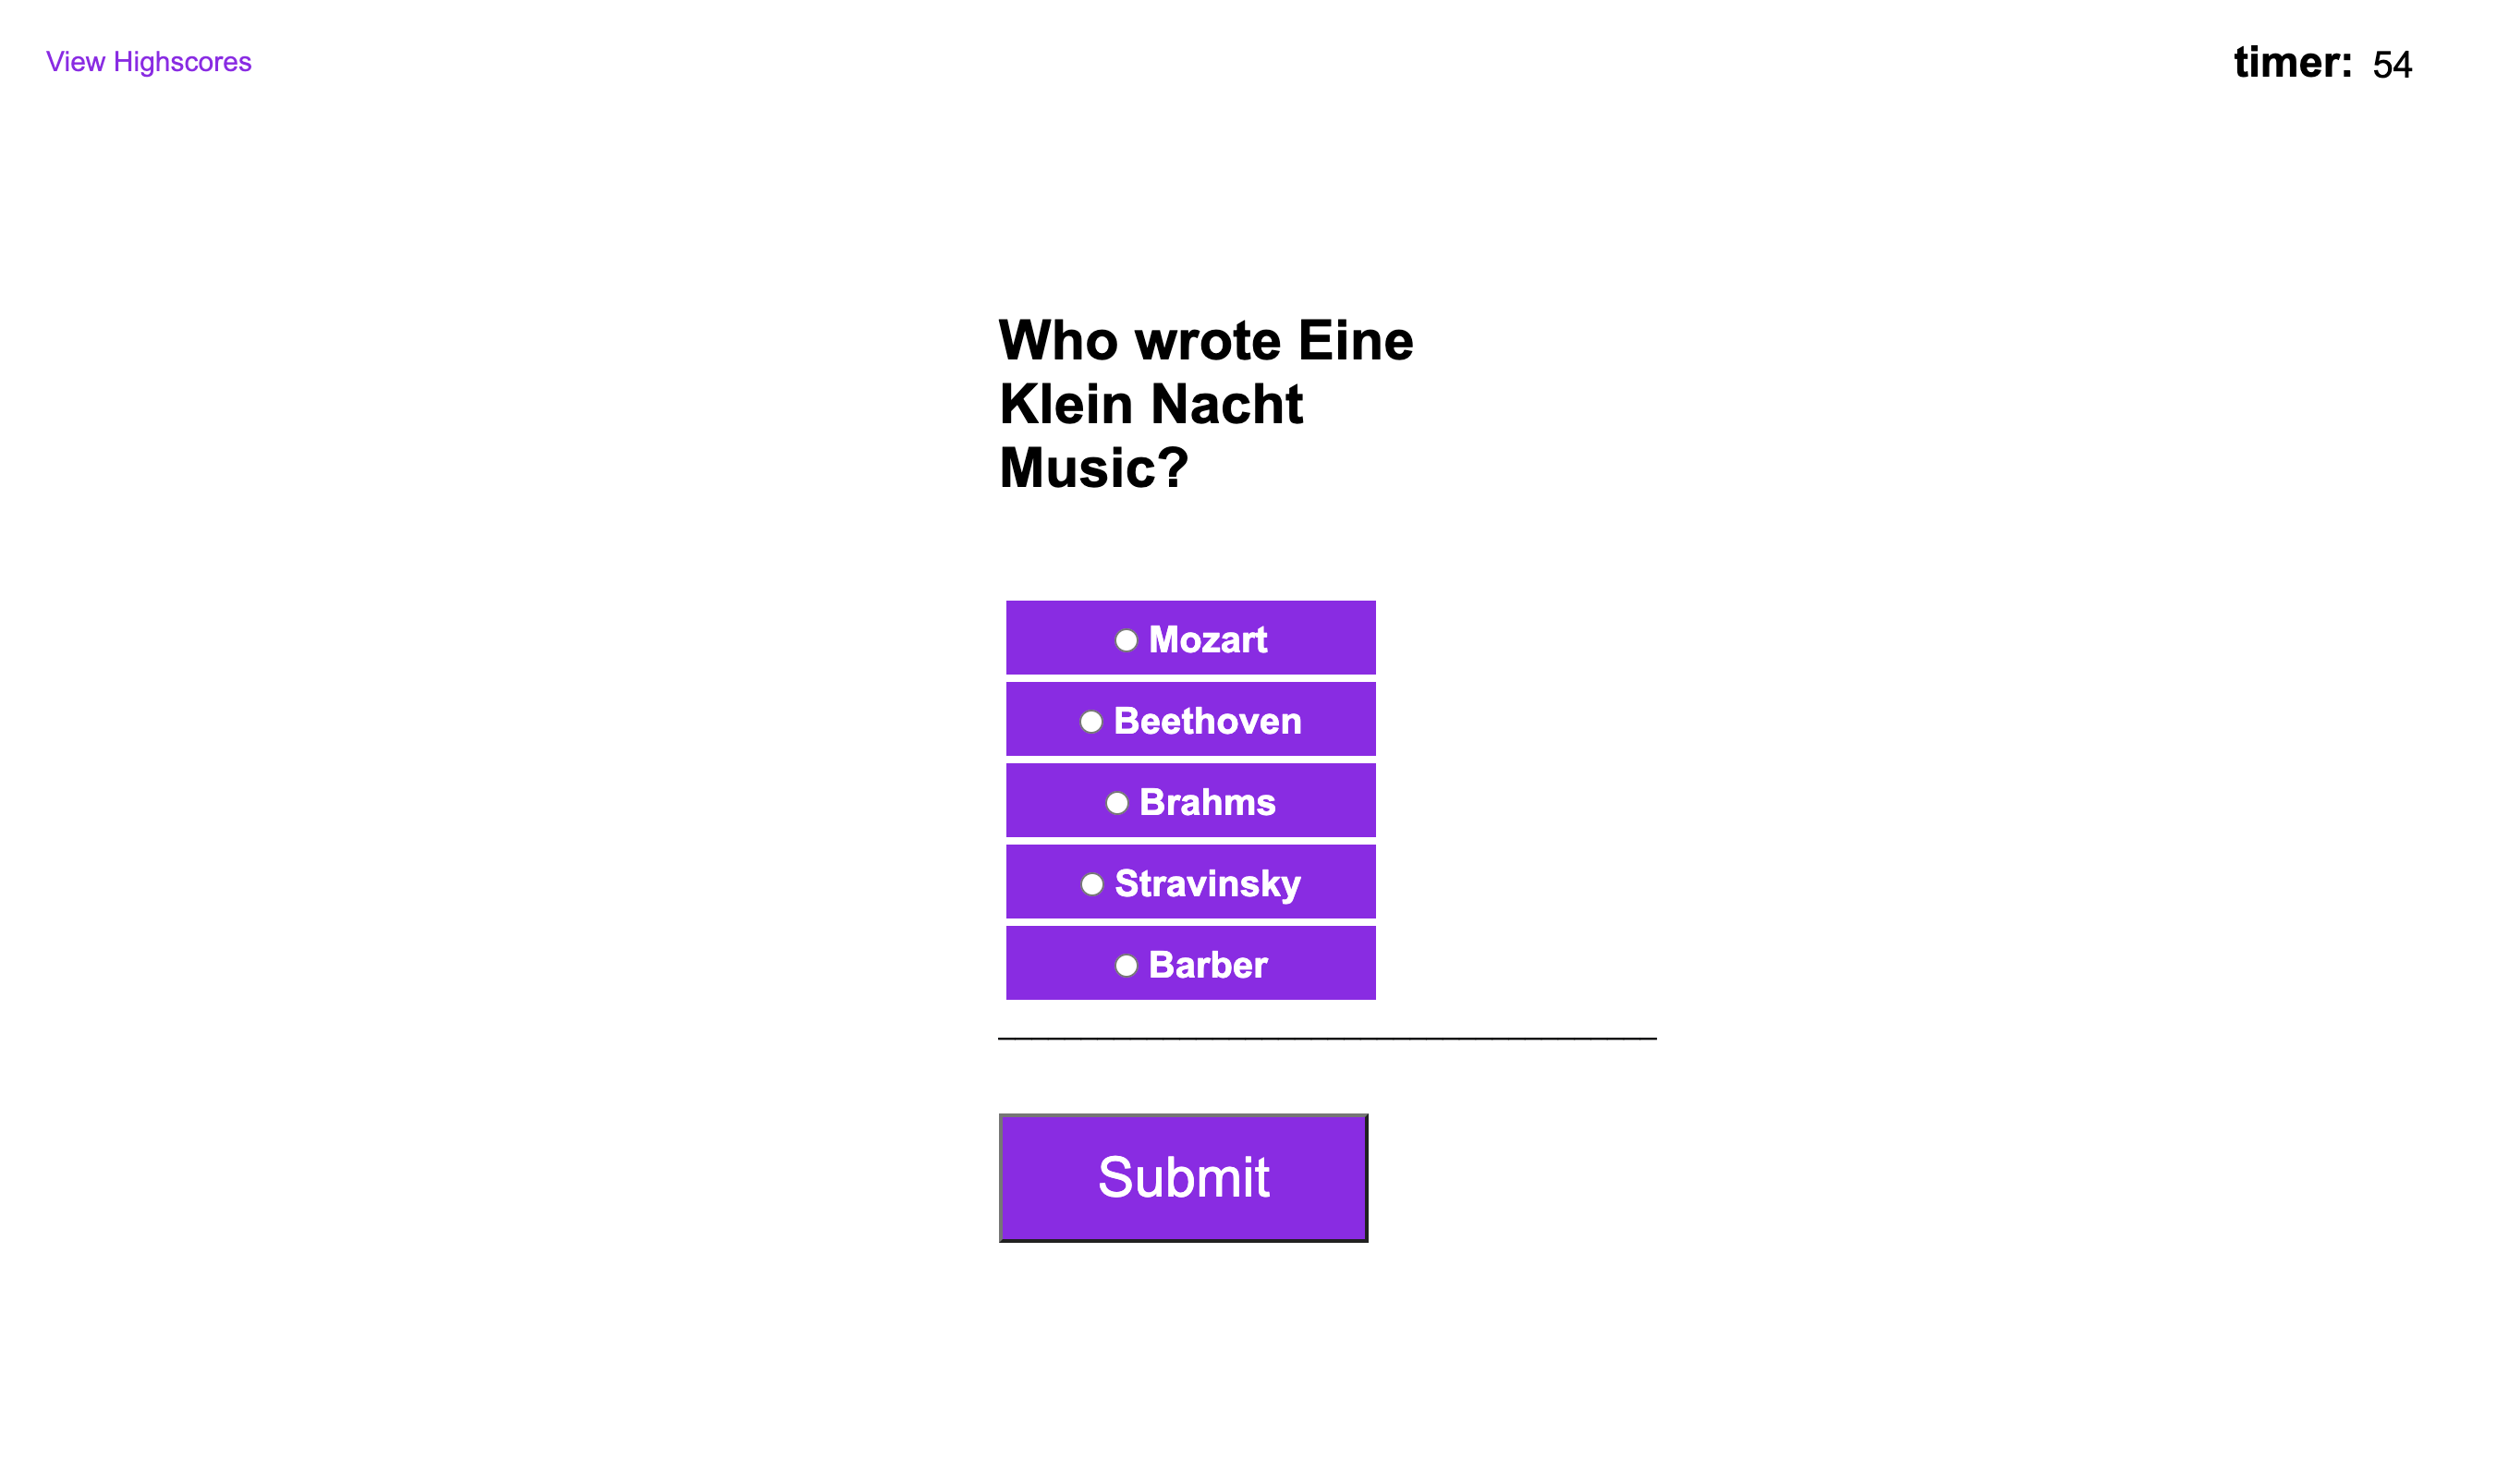 View Highscores
timer: 54
Who wrote Eine
Klein Nacht
Music?
Mozart
Beethoven
Brahms
Stravinsky
Barber
Submit